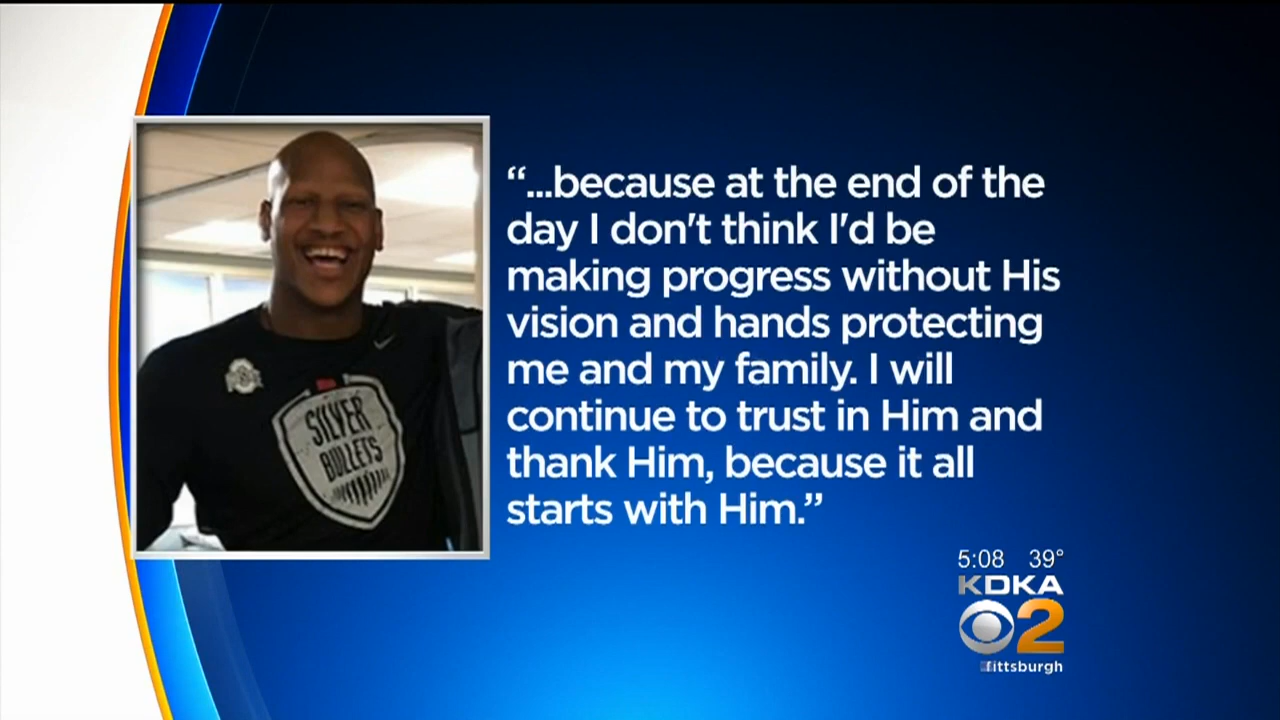 “...because at the end of the
day I don't think I'd be
making progress without His
vision and hands protecting
me and my family. I will
continue to trust in Him and
thank Him, because it all
starts with Him.”
SILVER
BULLETS
5:08 39°
KDKA
2
Pittsburgh